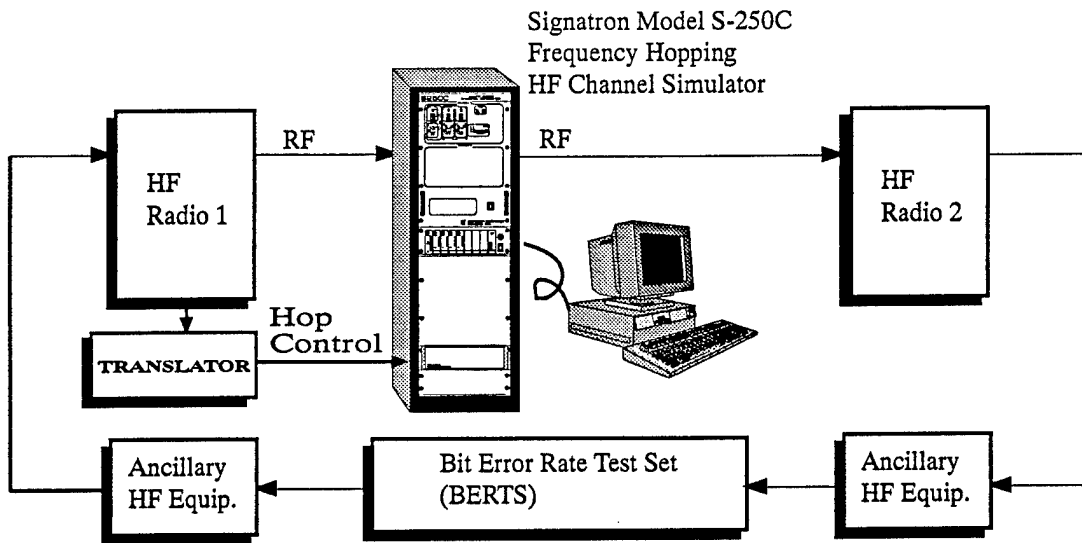 Signatron Model S-250C
Frequency Hopping
HF Channel Simulator
HF
Radio 1
RF
RF
HF
Radio 2
Hop
Control
TRANSLATOR
Ancillary
HF Equip.
Bit Error Rate Test Set
(BERTS)
Ancillary
HF Equip.